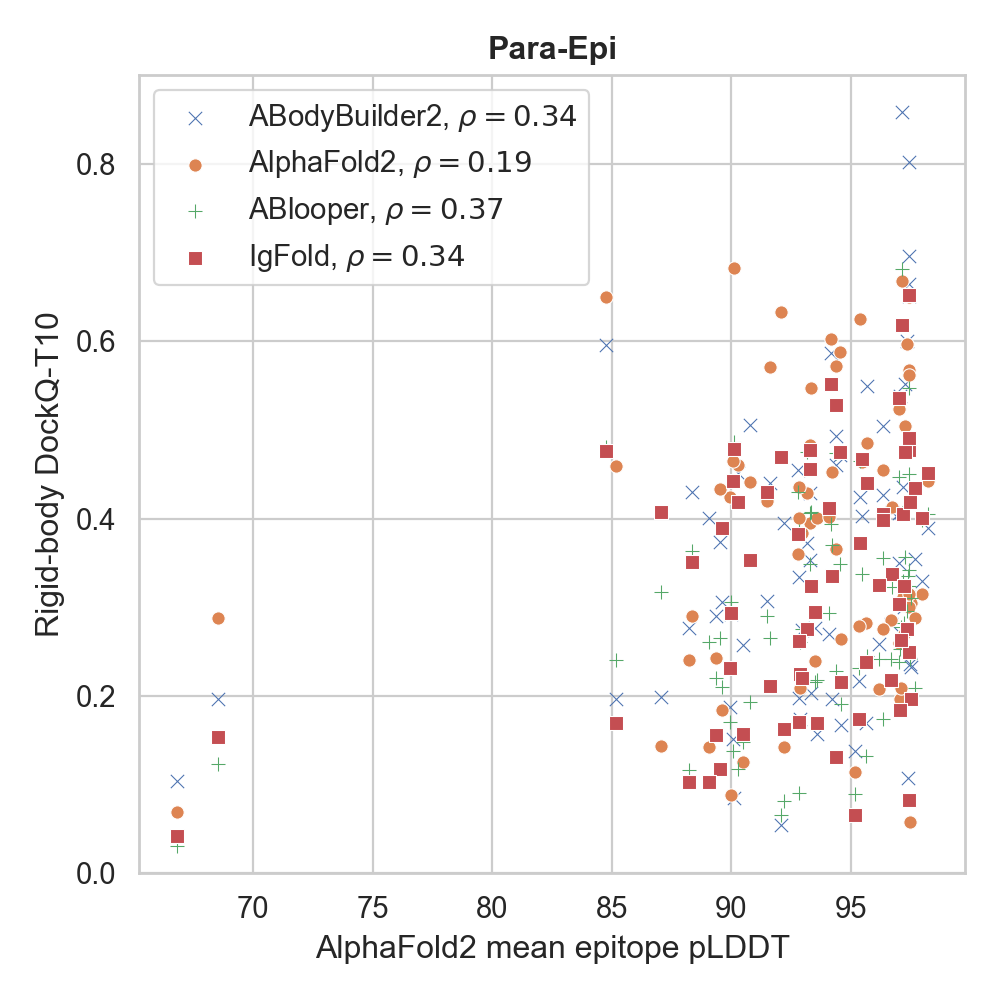 Para-Epi
ABodyBuilder2, ρ = 0.34
AlphaFold2, ρ = 0.19
ABlooper, ρ = 0.37
IgFold, ρ = 0.34
0.8
0.6
0.4
0.2
0.0
Rigid-body DockQ-T10
70 75 80 85 90 95
AlphaFold2 mean epitope pLDDT